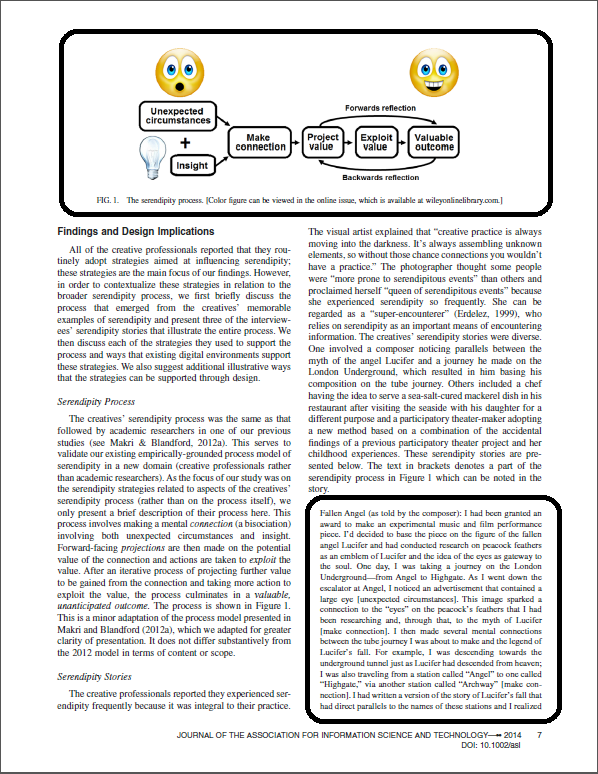 Unexpected
circumstances
+
Insight
Make
connection
Forwards reflection
Project
value
Exploit
value
Valuable
outcome
Backwards reflection
FIG. 1. The serendipity process. [Color figure can be viewed in the online issue, which is available at wileyonlinelibrary.com.]
Findings and Design Implications
All of the creative professionals reported that they rou-
tinely adopt strategies aimed at influencing serendipity;
these strategies are the main focus of our findings. However,
in order to contextualize these strategies in relation to the
broader serendipity process, we first briefly discuss the
process that emerged from the creatives' memorable
examples of serendipity and present three of the interview-
ees' serendipity stories that illustrate the entire process. We
then discuss each of the strategies they used to support the
process and ways that existing digital environments support
these strategies. We also suggest additional illustrative ways
that the strategies can be supported through design.
Serendipity Process
The creatives' serendipity process was the same as that
followed by academic researchers in one of our previous
studies (see Makri & Blandford, 2012a). This serves to
validate our existing empirically-grounded process model of
serendipity in a new domain (creative professionals rather
than academic researchers). As the focus of our study was on
the serendipity strategies related to aspects of the creatives'
serendipity process (rather than on the process itself), we
only present a brief description of their process here. This
process involves making a mental connection (a bisociation)
involving both unexpected circumstances and insight.
Forward-facing projections are then made on the potential
value of the connection and actions are taken to exploit the
value. After an iterative process of projecting further value
to be gained from the connection and taking more action to
exploit the value, the process culminates in a valuable,
unanticipated outcome. The process is shown in Figure 1.
This is a minor adaptation of the process model presented in
Makri and Blandford (2012a), which we adapted for greater
clarity of presentation. It does not differ substantively from
the 2012 model in terms of content or scope.
Serendipity Stories
The creative professionals reported they experienced ser-
endipity frequently because it was integral to their practice.
The visual artist explained that “creative practice is always
moving into the darkness. It's always assembling unknown
elements, so without those chance connections you wouldn't
have a practice.” The photographer thought some people
were “more prone to serendipitous events” than others and
proclaimed herself “queen of serendipitous events” because
she experienced serendipity so frequently. She can be
regarded as a “super-encounterer” (Erdelez, 1999), who
relies on serendipity as an important means of encountering
information. The creatives' serendipity stories were diverse.
One involved a composer noticing parallels between the
myth of the angel Lucifer and a journey he made on the
London Underground, which resulted in him basing his
composition on the tube journey. Others included a chef
having the idea to serve a sea-salt-cured mackerel dish in his
restaurant after visiting the seaside with his daughter for a
different purpose and a participatory theater-maker adopting
a new method based on a combination of the accidental
findings of a previous participatory theater project and her
childhood experiences. These serendipity stories are pre-
sented below. The text in brackets denotes a part of the
serendipity process in Figure 1 which can be noted in the
story.
Fallen Angel (as told by the composer): I had been granted an
award to make an experimental music and film performance
piece. I'd decided to base the piece on the figure of the fallen
angel Lucifer and had conducted research on peacock feathers
as an emblem of Lucifer and the idea of the eyes as gateway to
the soul. One day, I was taking a journey on the London
Underground—from Angel to Highgate. As I went down the
escalator at Angel, I noticed an advertisement that contained a
large eye [unexpected circumstances]. This image sparked a
connection to the “eyes” on the peacock's feathers that I had
been researching and, through that, to the myth of Lucifer
[make connection]. I then made several mental connections
between the tube journey I was about to make and the legend of
Lucifer's fall. For example, I was descending towards the
underground tunnel just as Lucifer had descended from heaven;
I was also traveling from a station called “Angel” to one called
“Highgate,” via another station called “Archway” [make con-
nection]. I had written a version of the story of Lucifer's fall that
had direct parallels to the names of these stations and I realized
JOURNAL OF THE ASSOCIATION FOR INFORMATION SCIENCE AND TECHNOLOGY—•• 2014 7
DOI: 10.1002/asi